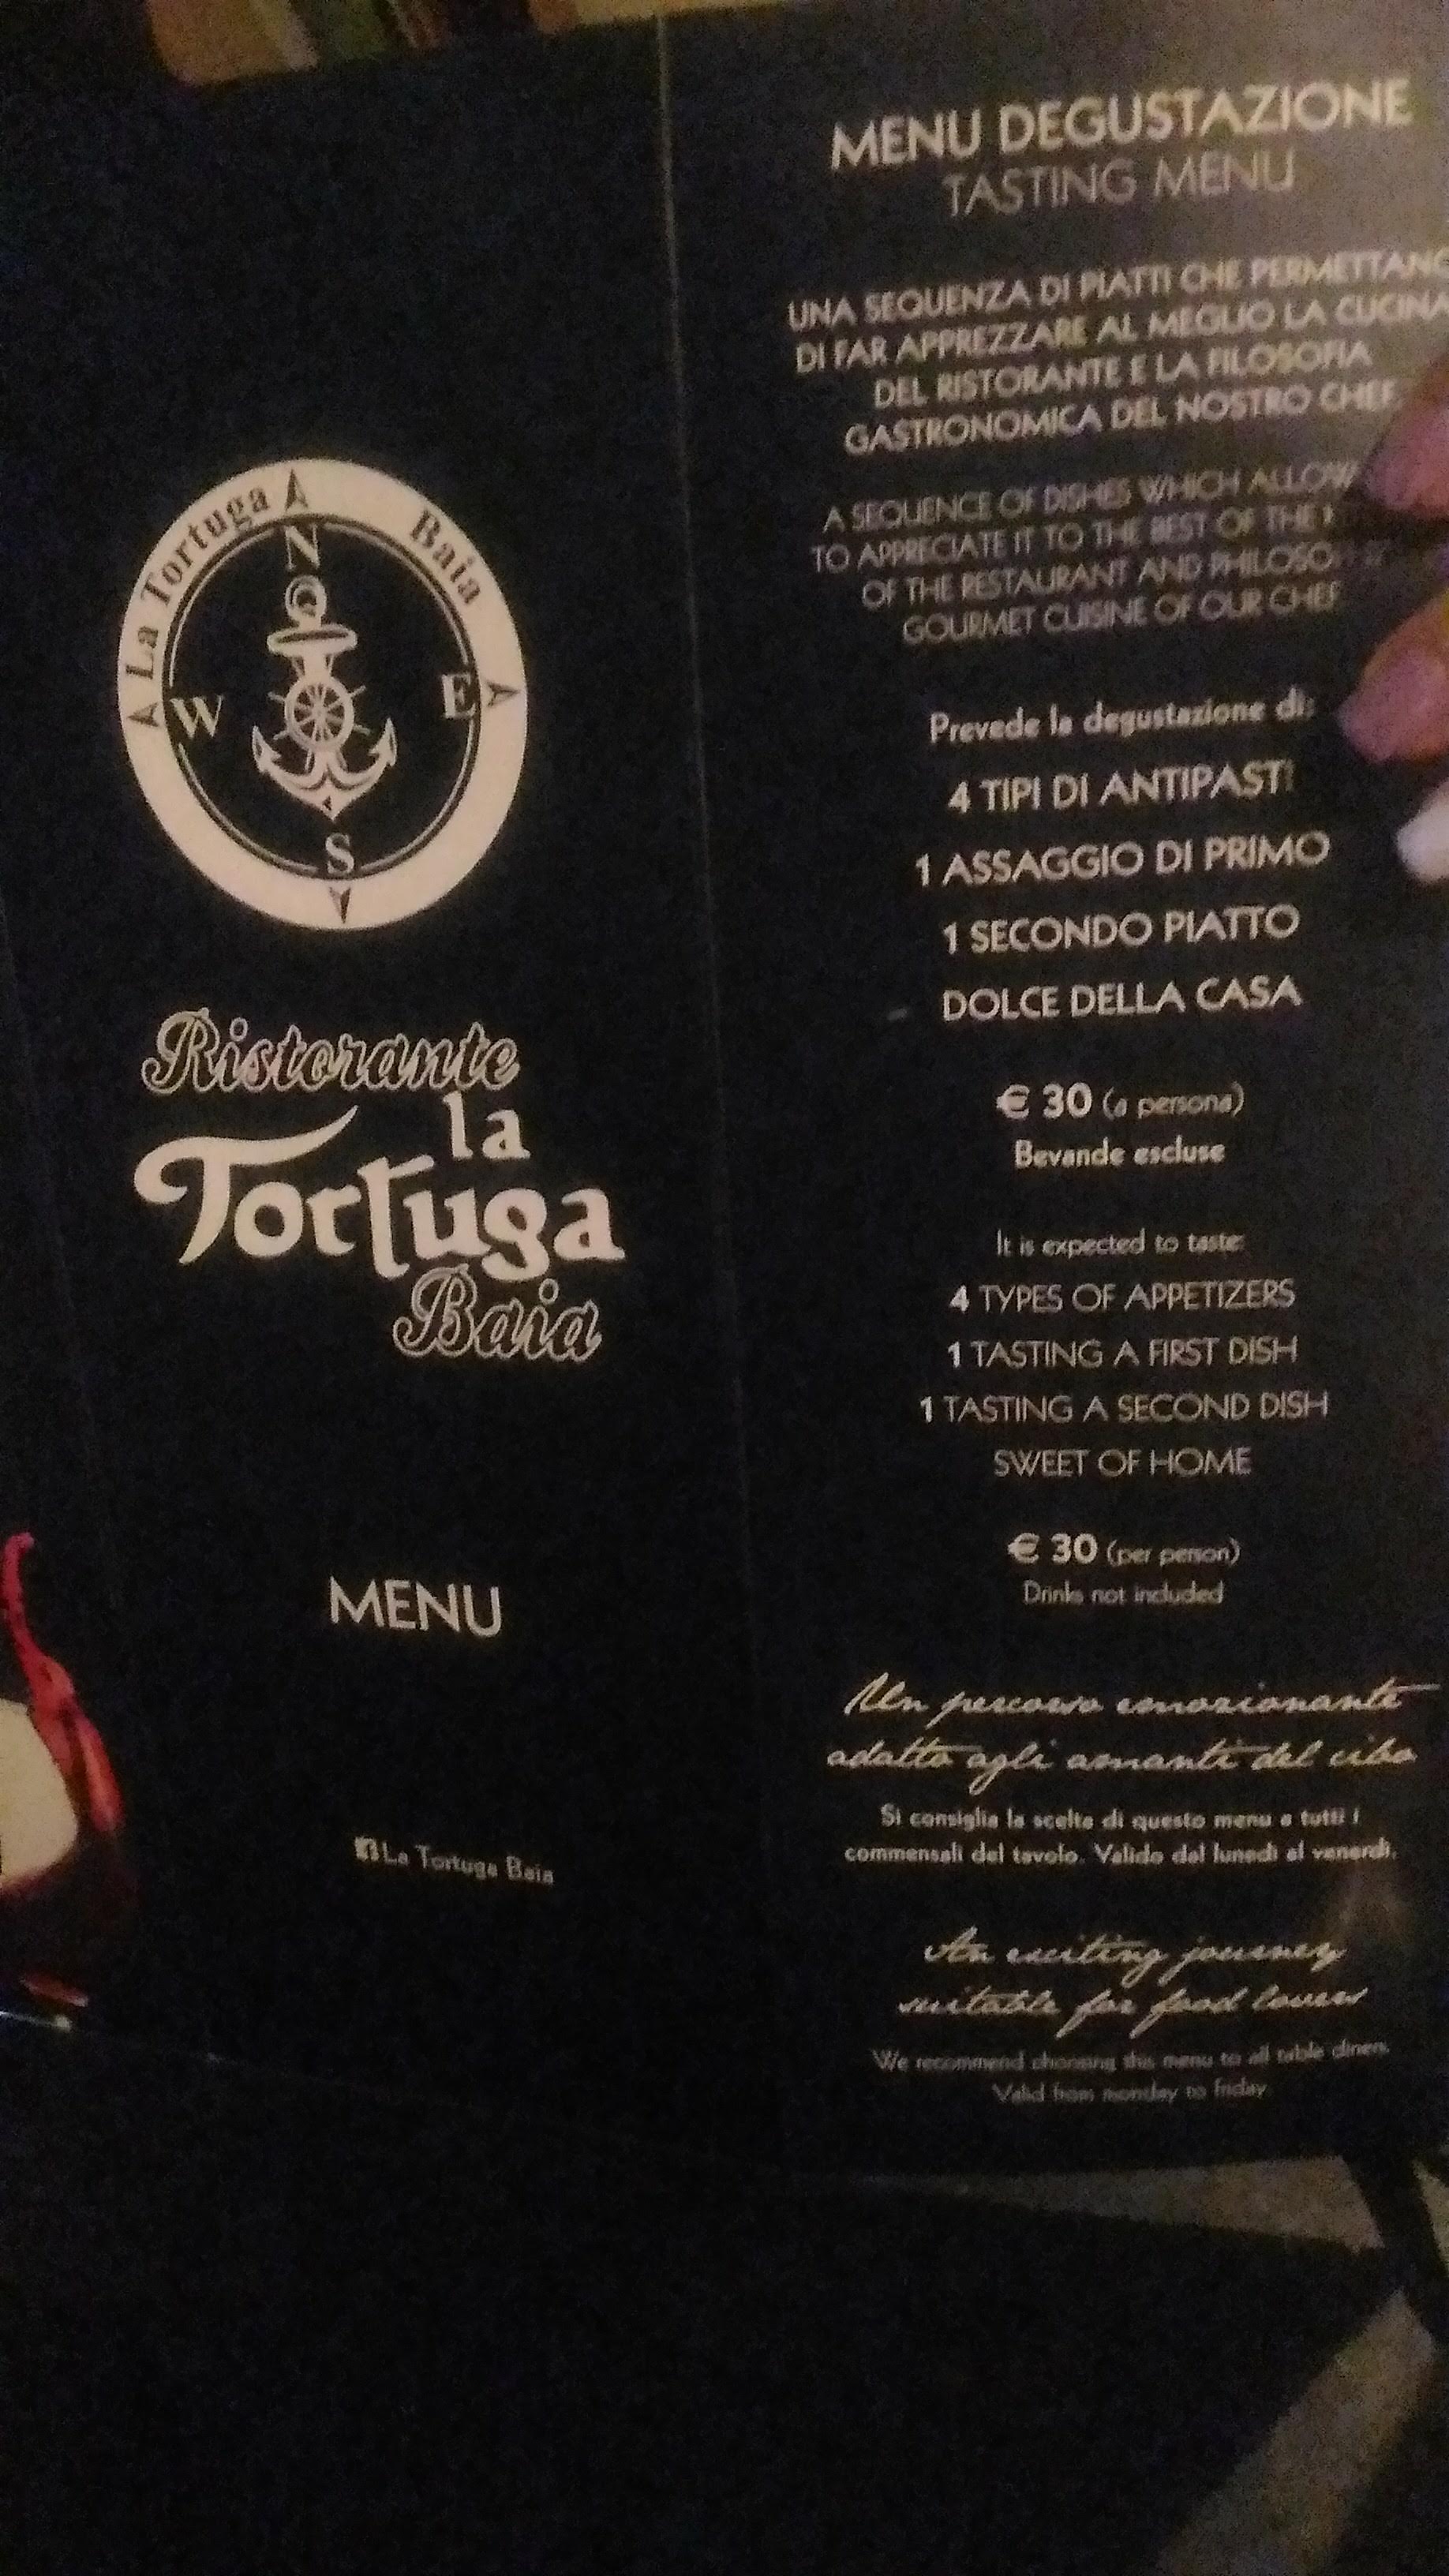 La Tortuga Baia
N
W
E
S
Ristorante
la
Tortuga
Baia
MENU
La Tortuga Baia
MENU DEGUSTAZIONE
TASTING MENU
UNA SEQUENZA DI PIATTI CHE PERMETTANO
DI FAR APPREZZARE AL MEGLIO LA CUCINA
DEL RISTORANTE E LA FILOSOFIA
GASTRONOMICA DEL NOSTRO CHEF
A SEQUENCE OF DISHES WHICH ALLOW
TO APPRECIATE IT TO THE BEST OF THE
OF THE RESTAURANT AND
GOURMET CUISINE OF OUR CHEF
Prevede la degustazione di:
4 TIPI DI ANTIPASTI
1 ASSAGGIO DI PRIMO
1 SECONDO PIATTO
DOLCE DELLA CASA
€ 30 (a persona)
Bevande escluse
It is expected to taste:
4 TYPES OF APPETIZERS
1 TASTING A FIRST DISH
1 TASTING A SECOND DISH
SWEET OF HOME
€ 30 (per person)
Drinks not included
Un percorso emozionante
adatto agli amanti del cibo
Si consiglia la scelta di questo menu a tutti i
commensali del tavolo. Valido dal lunedì al venerdì.
An exciting journey
suitable for food lovers
We recommend choosing this menu to all table diners.
Valid from monday to friday